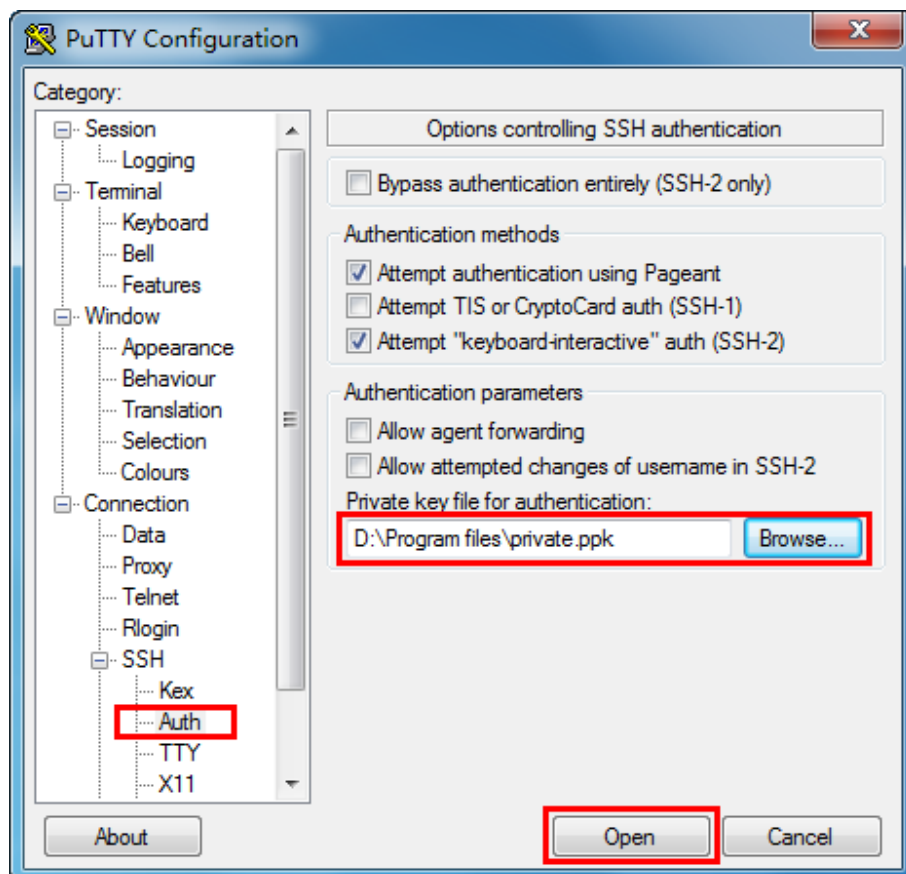 PuTTY Configuration
Category:
Session
Logging
Terminal
Keyboard
Bell
Features
Window
Appearance
Behaviour
Translation
Selection
Colours
Connection
Data
Proxy
Telnet
Rlogin
SSH
Kex
Auth
TTY
X11
Options controlling SSH authentication
Bypass authentication entirely (SSH-2 only)
Authentication methods
Attempt authentication using Pageant
Attempt TIS or CryptoCard auth (SSH-1)
Attempt "keyboard-interactive" auth (SSH-2)
Authentication parameters
Allow agent forwarding
Allow attempted changes of username in SSH-2
Private key file for authentication:
D:\Program files\private.ppk Browse...
About Open Cancel